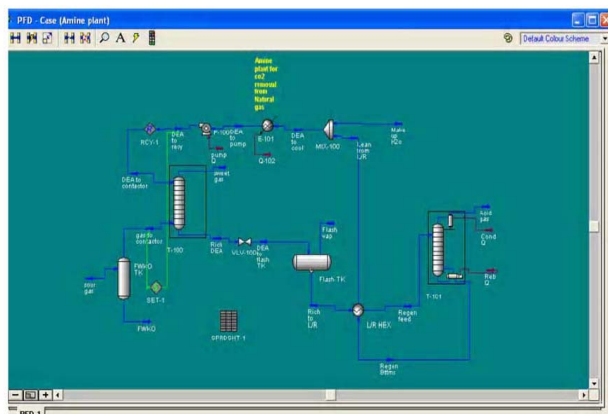 PFD - Case (Amine plant)
Default Colour Scheme
Amine
plant for
co2
removal
from
Natural
gas
RCY-1
DEA
to
recy
P-100
DEA
to
pump
pump
Q
E-101
Q-102
DEA
to
cool
MIX-100
Make
up
H2o
Lean
from
L/R
DEA to
contactor
sweet
gas
gas to
contactor
T-100
Rich
DEA
VLV-100
DEA
to
flash
TK
Flash
vap
Flash TK
Acid
gas
Cond
Q
Reb
Q
T-101
sour
gas
FWKO
TK
SET-1
FWKO
SPRDSHT-1
Rich
to
L/R
L/R HEX
Regen
feed
Regen
Bttms
PFD 1